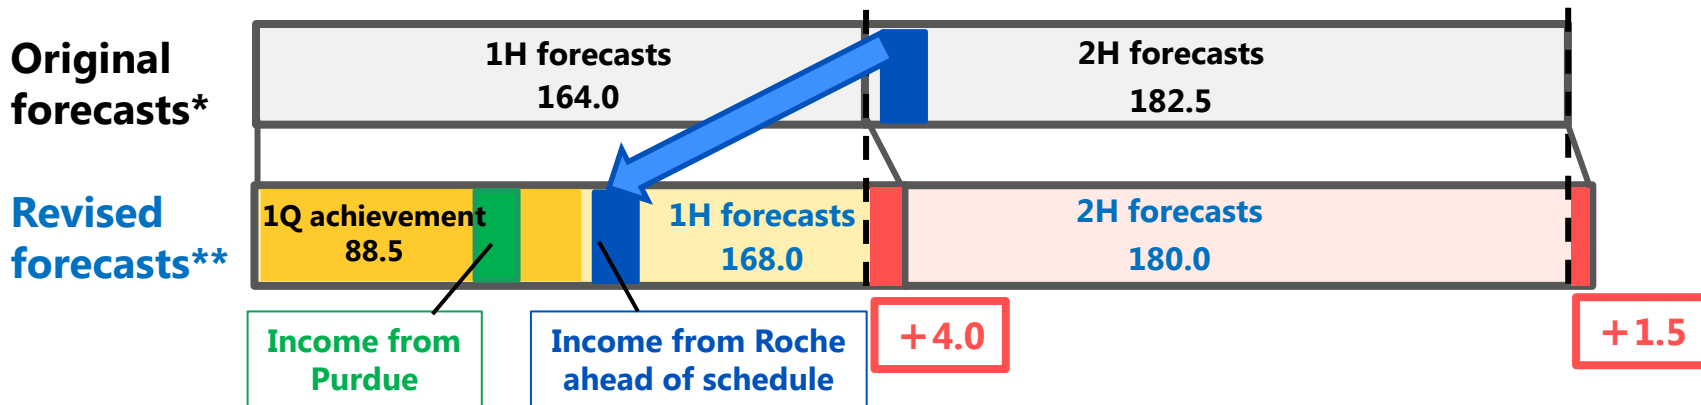 Original
forecasts*
1H forecasts
164.0
2H forecasts
182.5
Revised
forecasts**
1Q achievement
88.5
1H forecasts
168.0
2H forecasts
180.0
Income from
Purdue
Income from Roche
ahead of schedule
+4.0
+1.5